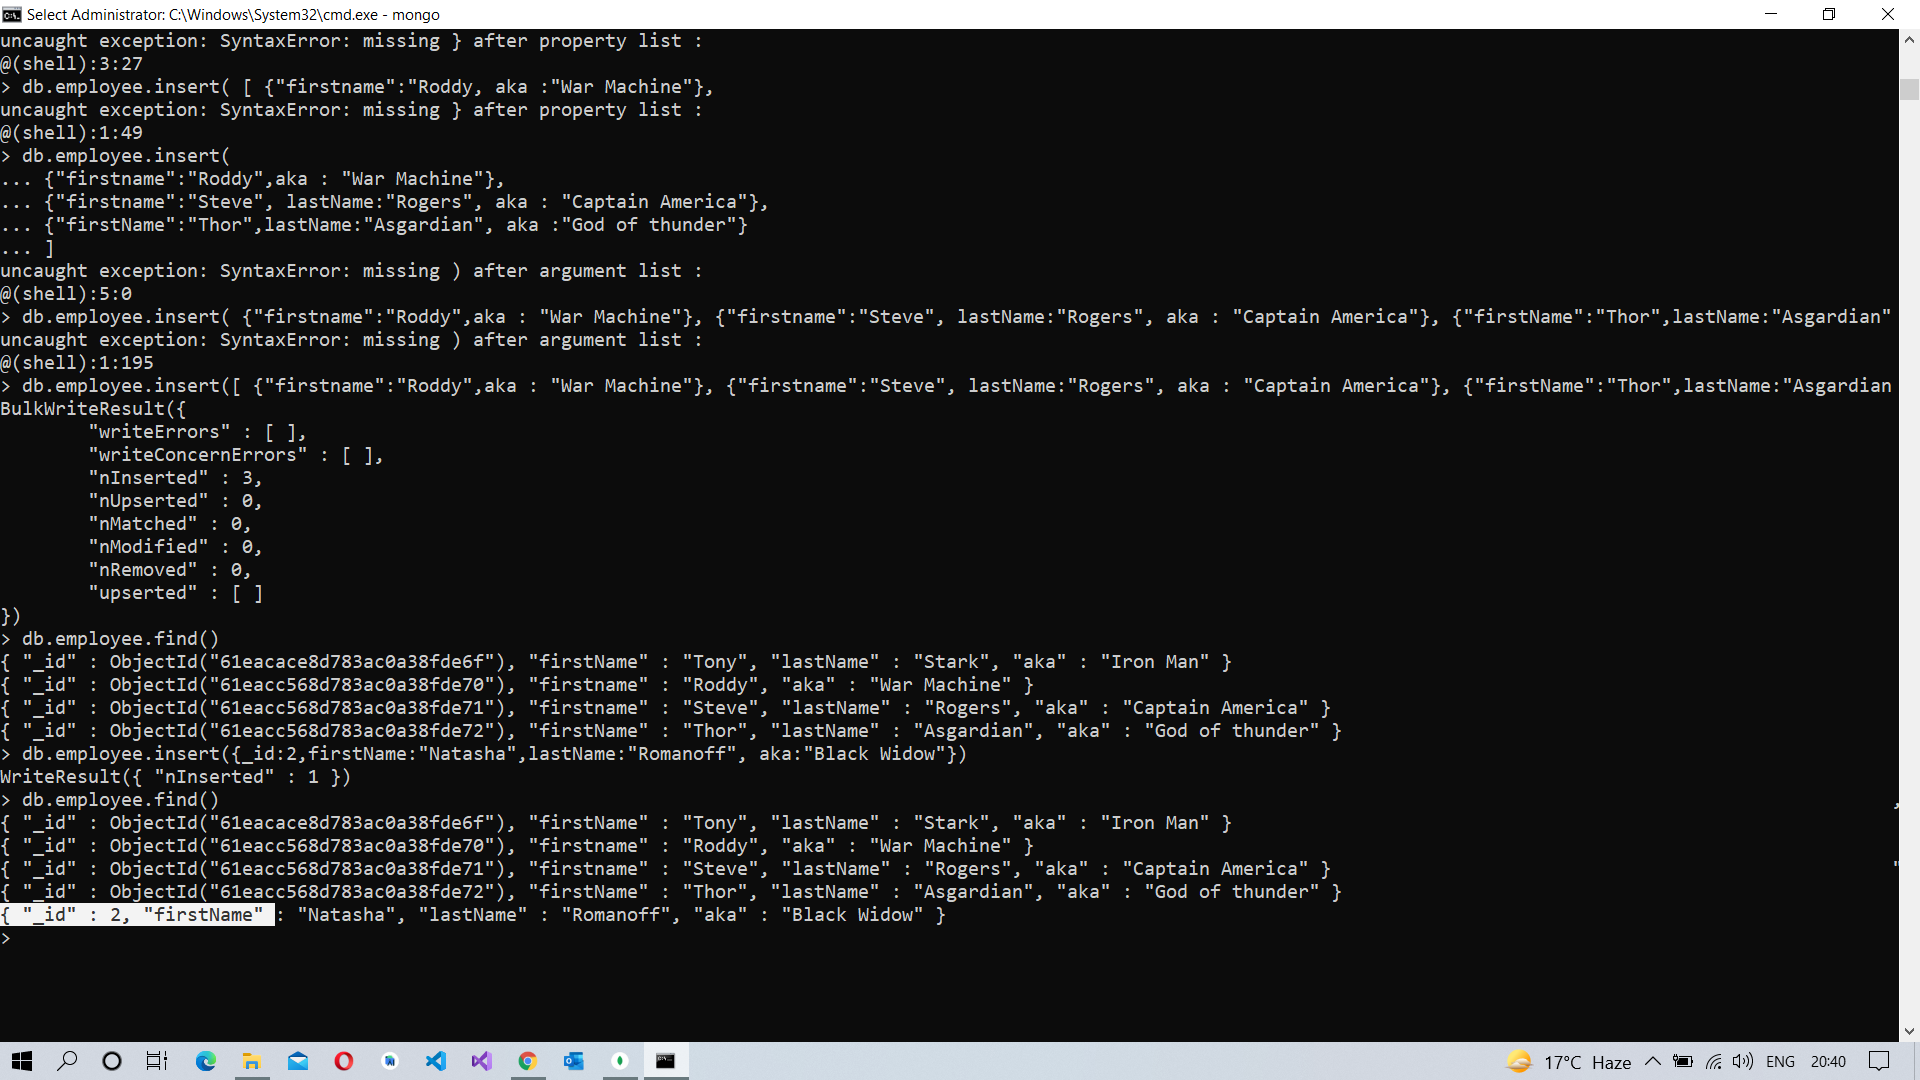 Select Administrator: C:\Windows\System32\cmd.exe - mongo
uncaught exception: SyntaxError: missing } after property list :
@(shell):3:27
> db.employee.insert( [ {"firstname":"Roddy, aka :"War Machine"},
uncaught exception: SyntaxError: missing } after property list :
@(shell):1:49
> db.employee.insert(
... {"firstname":"Roddy",aka : "War Machine"},
... {"firstname":"Steve", lastName:"Rogers", aka : "Captain America"},
... {"firstName":"Thor",lastName:"Asgardian", aka :"God of thunder"}
... ]
uncaught exception: SyntaxError: missing ) after argument list :
@(shell):5:0
> db.employee.insert( {"firstname":"Roddy",aka : "War Machine"}, {"firstname":"Steve", lastName:"Rogers", aka : "Captain America"}, {"firstName":"Thor",lastName:"Asgardian"
uncaught exception: SyntaxError: missing ) after argument list :
@(shell):1:195
> db.employee.insert([ {"firstname":"Roddy",aka : "War Machine"}, {"firstname":"Steve", lastName:"Rogers", aka : "Captain America"}, {"firstName":"Thor",lastName:"Asgardian
BulkWriteResult({
"writeErrors" : [ ],
"writeConcernErrors" : [ ],
"nInserted" : 3,
"nUpserted" : 0,
"nMatched" : 0,
"nModified" : 0,
"nRemoved" : 0,
"upserted" : [ ]
})
> db.employee.find()
{ "_id" : ObjectId("61eacace8d783ac0a38fde6f"), "firstName" : "Tony", "lastName" : "Stark", "aka" : "Iron Man" }
{ "_id" : ObjectId("61eacc568d783ac0a38fde70"), "firstname" : "Roddy", "aka" : "War Machine" }
{ "_id" : ObjectId("61eacc568d783ac0a38fde71"), "firstname" : "Steve", "lastName" : "Rogers", "aka" : "Captain America" }
{ "_id" : ObjectId("61eacc568d783ac0a38fde72"), "firstName" : "Thor", "lastName" : "Asgardian", "aka" : "God of thunder" }
> db.employee.insert({_id:2,firstName:"Natasha",lastName:"Romanoff", aka:"Black Widow"})
WriteResult({ "nInserted" : 1 })
> db.employee.find()
{ "_id" : ObjectId("61eacace8d783ac0a38fde6f"), "firstName" : "Tony", "lastName" : "Stark", "aka" : "Iron Man" }
{ "_id" : ObjectId("61eacc568d783ac0a38fde70"), "firstname" : "Roddy", "aka" : "War Machine" }
{ "_id" : ObjectId("61eacc568d783ac0a38fde71"), "firstname" : "Steve", "lastName" : "Rogers", "aka" : "Captain America" }
{ "_id" : ObjectId("61eacc568d783ac0a38fde72"), "firstName" : "Thor", "lastName" : "Asgardian", "aka" : "God of thunder" }
{ "_id" : 2, "firstName" : "Natasha", "lastName" : "Romanoff", "aka" : "Black Widow" }
>
17°C Haze ENG 20:40